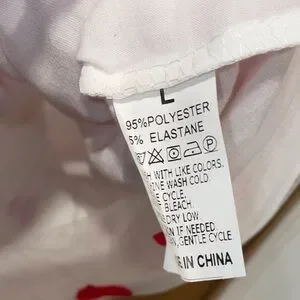 L
95%POLYESTER
5% ELASTANE
WITH LIKE COLORS.
WASH COLD
CYCLE.
BLEACH.
DRY LOW
IF NEEDED
GENTLE CYCLE
IN CHINA